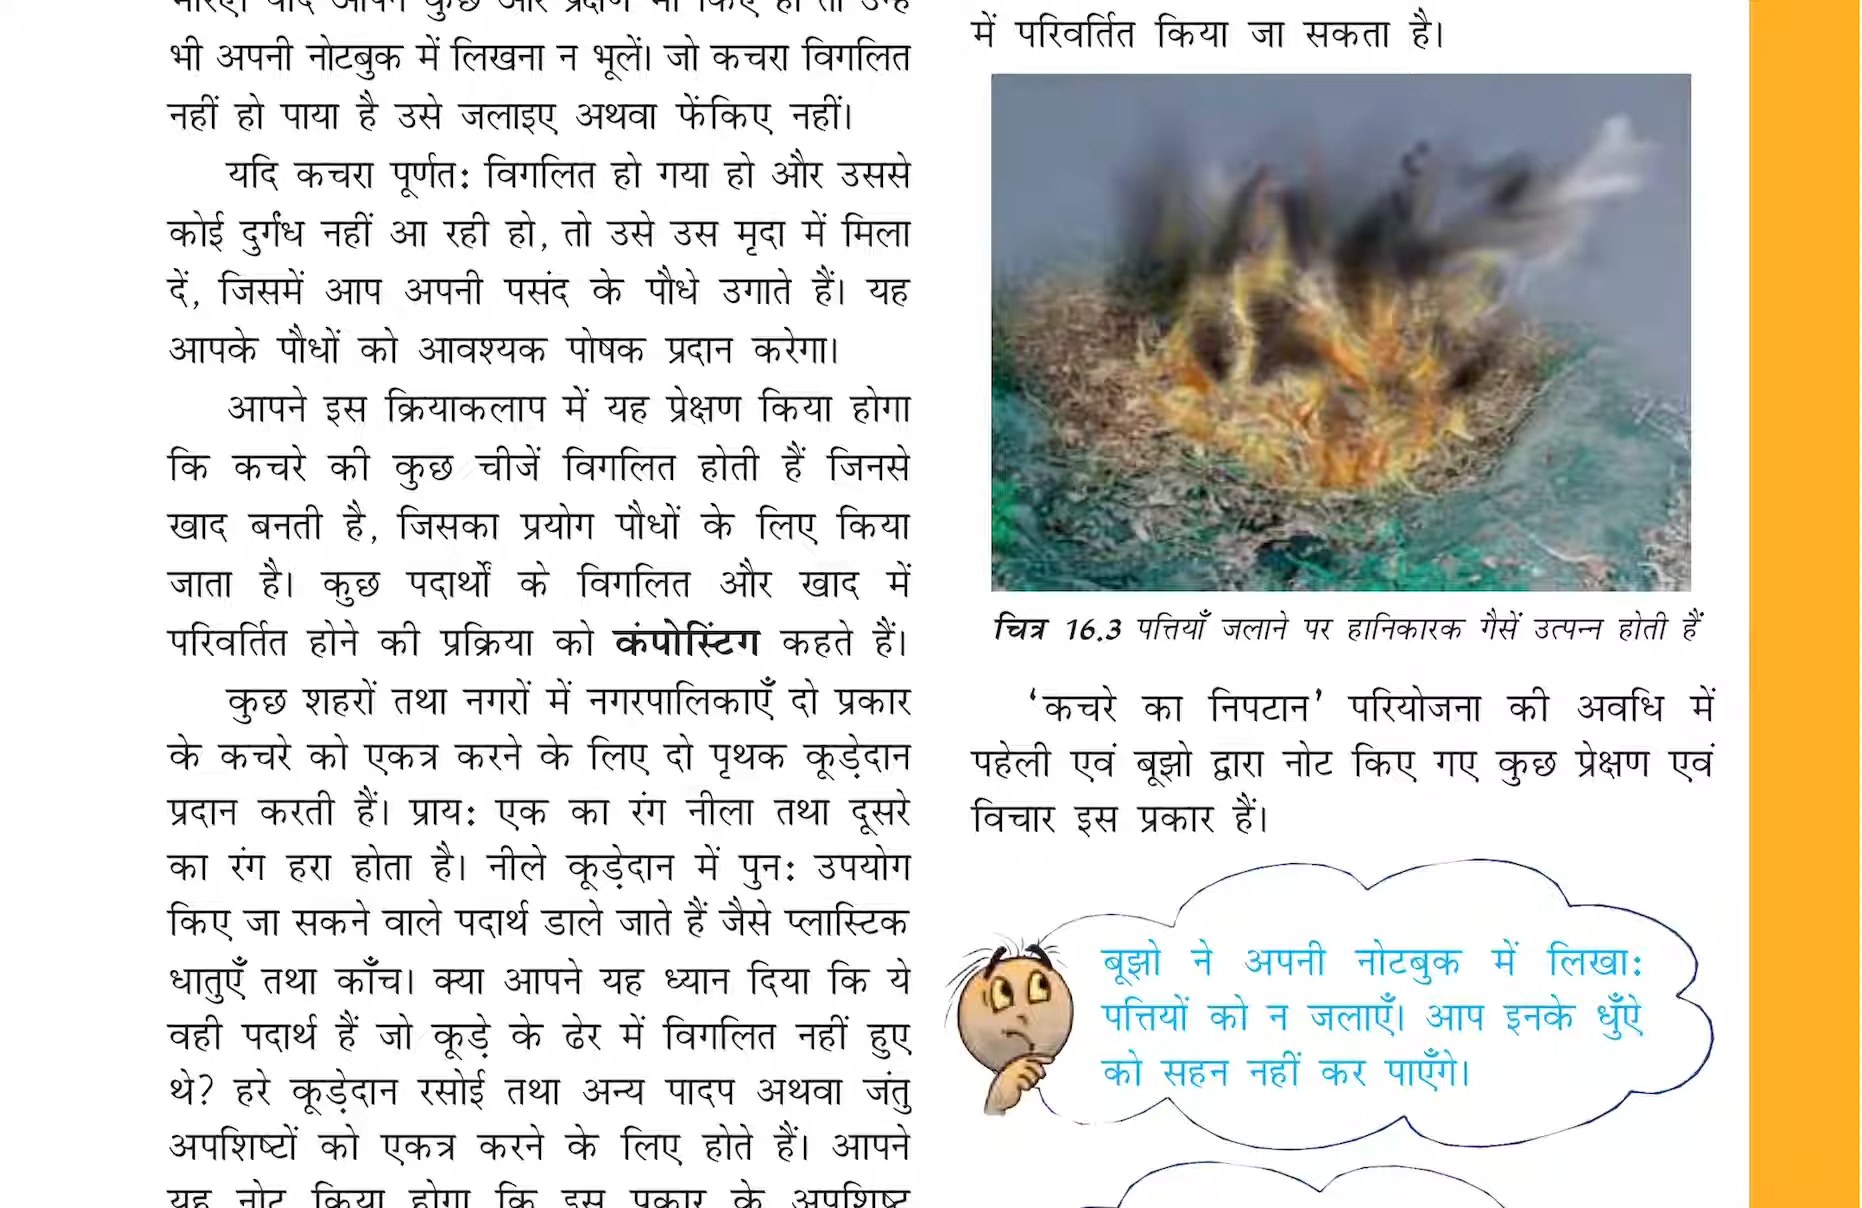 भी अपनी नोटबुक में लिखना न भूलें। जो कचरा विगलित
नहीं हो पाया है उसे जलाइए अथवा फेंकिए नहीं।
यदि कचरा पूर्णतः विगलित हो गया हो और उससे
कोई दुर्गंध नहीं आ रही हो, तो उसे उस मृदा में मिला
दें, जिसमें आप अपनी पसंद के पौधे उगाते हैं। यह
आपके पौधों को आवश्यक पोषक प्रदान करेगा।
आपने इस क्रियाकलाप में यह प्रेक्षण किया होगा
कि कचरे की कुछ चीजें विगलित होती हैं जिनसे
खाद बनती है, जिसका प्रयोग पौधों के लिए किया
जाता है। कुछ पदार्थों के विगलित और खाद में
परिवर्तित होने की प्रक्रिया को कंपोस्टिंग कहते हैं।
कुछ शहरों तथा नगरों में नगरपालिकाएँ दो प्रकार
के कचरे को एकत्र करने के लिए दो पृथक कूड़ेदान
प्रदान करती हैं। प्रायः एक का रंग नीला तथा दूसरे
का रंग हरा होता है। नीले कूड़ेदान में पुनः उपयोग
किए जा सकने वाले पदार्थ डाले जाते हैं जैसे प्लास्टिक
धातुएँ तथा काँच। क्या आपने यह ध्यान दिया कि ये
वही पदार्थ हैं जो कूड़े के ढेर में विगलित नहीं हुए
थे? हरे कूड़ेदान रसोई तथा अन्य पादप अथवा जंतु
अपशिष्टों को एकत्र करने के लिए होते हैं। आपने
यह नोट किया होगा कि इस प्रकार के अपशिष्ट
में परिवर्तित किया जा सकता है।
चित्र 16.3 पत्तियाँ जलाने पर हानिकारक गैसें उत्पन्न होती हैं
‘कचरे का निपटान’ परियोजना की अवधि में
पहेली एवं बूझो द्वारा नोट किए गए कुछ प्रेक्षण एवं
विचार इस प्रकार हैं।
बूझो ने अपनी नोटबुक में लिखा:
पत्तियों को न जलाएँ। आप इनके धुँऐ
को सहन नहीं कर पाएँगे।